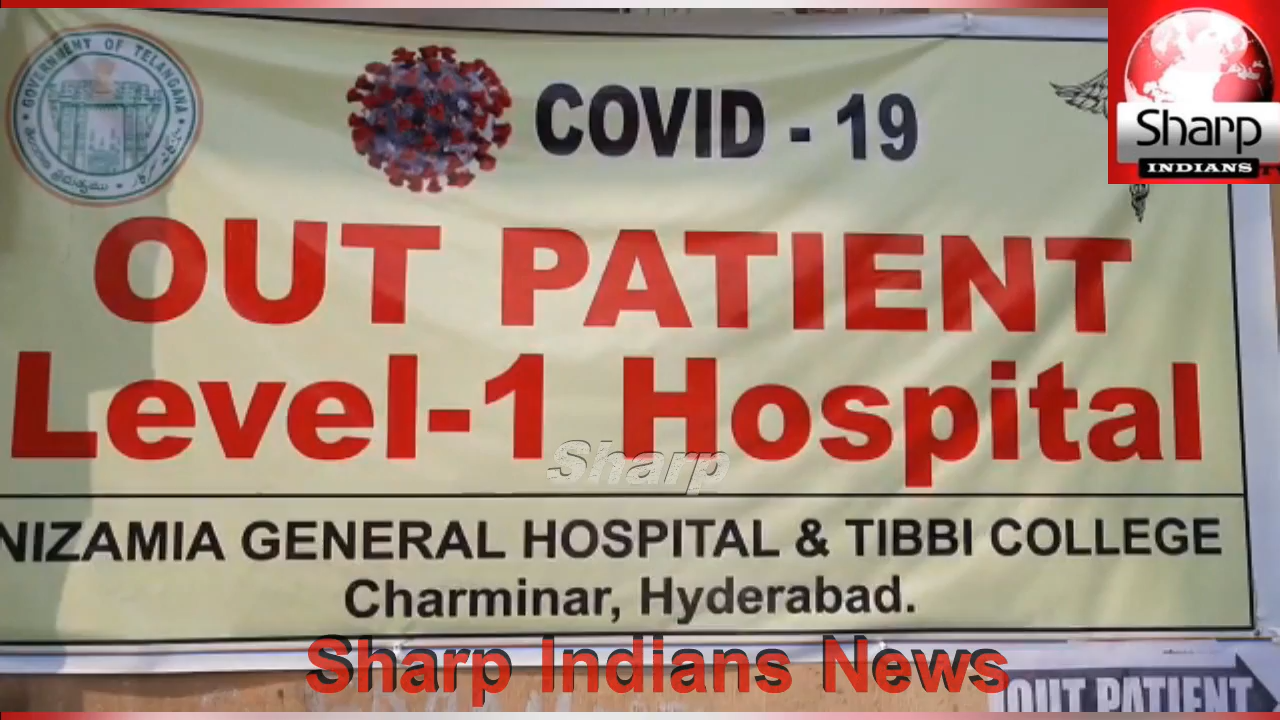 GOVERNMENT OF TELANGANA
COVID - 19
Sharp
INDIANS
OUT PATIENT
Level-1 Hospital
Sharp
NIZAMIA GENERAL HOSPITAL & TIBBI COLLEGE
Charminar, Hyderabad.
Sharp Indians News
OUT PATIENT